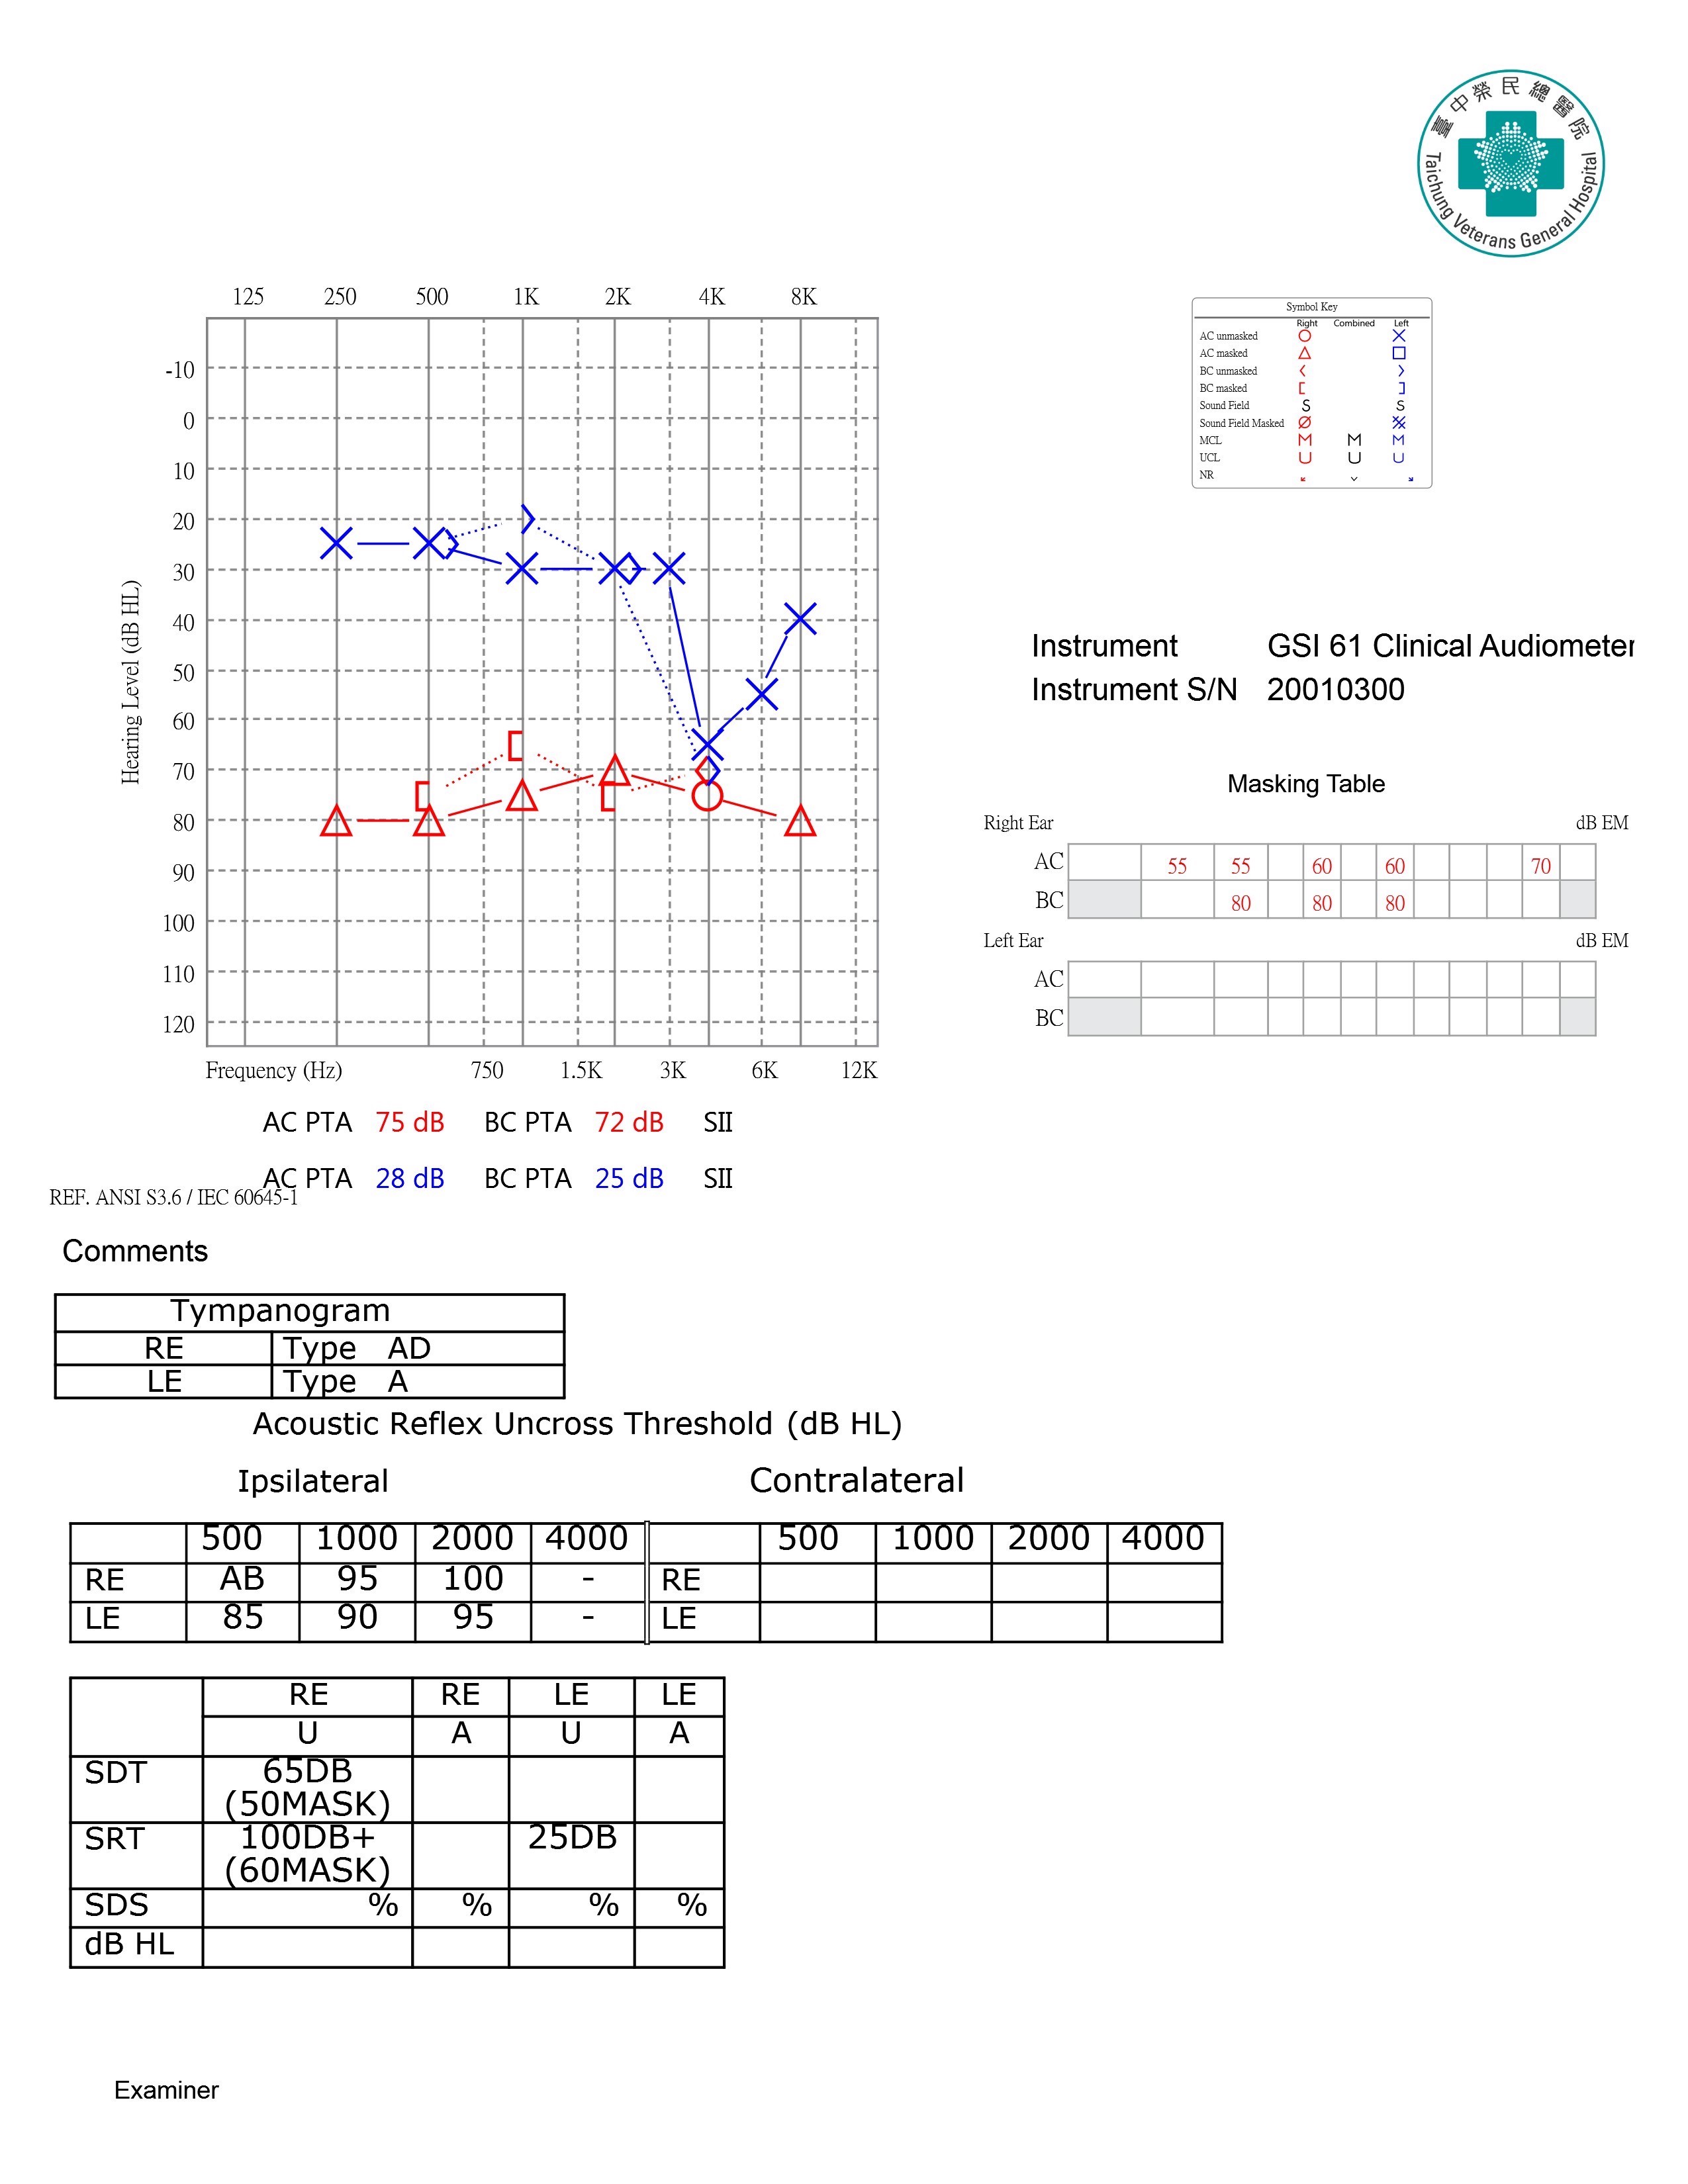 臺中榮民總醫院
Taichung Veterans General Hospital
125 250 500 1K 2K 4K 8K
-10
0
10
20
30
40
50
60
70
80
90
100
110
120
Hearing Level (dB HL)
Frequency (Hz) 750 1.5K 3K 6K 12K
Symbol Key
Right Combined Left
AC unmasked
AC masked
BC unmasked
BC masked
Sound Field S S
Sound Field Masked
MCL M M M
UCL U U U
NR
Instrument GSI 61 Clinical Audiometer
Instrument S/N 20010300
Masking Table
Right Ear dB EM
AC 55 55 60 60 70
BC 80 80 80
Left Ear dB EM
AC
BC
AC PTA 75 dB BC PTA 72 dB SII
AC PTA 28 dB BC PTA 25 dB SII
REF. ANSI S3.6 / IEC 60645-1
Comments
Tympanogram
RE Type AD
LE Type A
Acoustic Reflex Uncross Threshold (dB HL)
Ipsilateral Contralateral
500 1000 2000 4000 500 1000 2000 4000
RE AB 95 100 - RE
LE 85 90 95 - LE
RE RE LE LE
U A U A
SDT 65DB
(50MASK)
SRT 100DB+ 25DB
(60MASK)
SDS % % % %
dB HL
Examiner